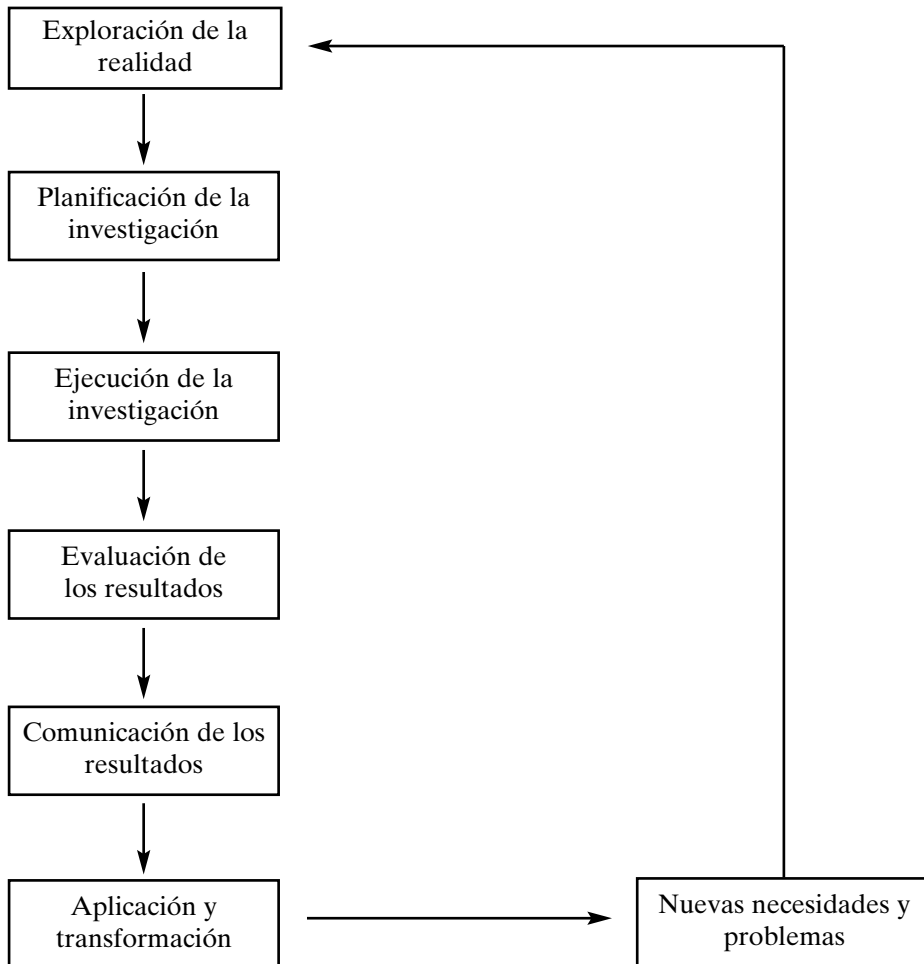 Exploración de la
realidad
Planificación de la
investigación
Ejecución de la
investigación
Evaluación de
los resultados
Comunicación de los
resultados
Aplicación y
transformación
Nuevas necesidades y
problemas